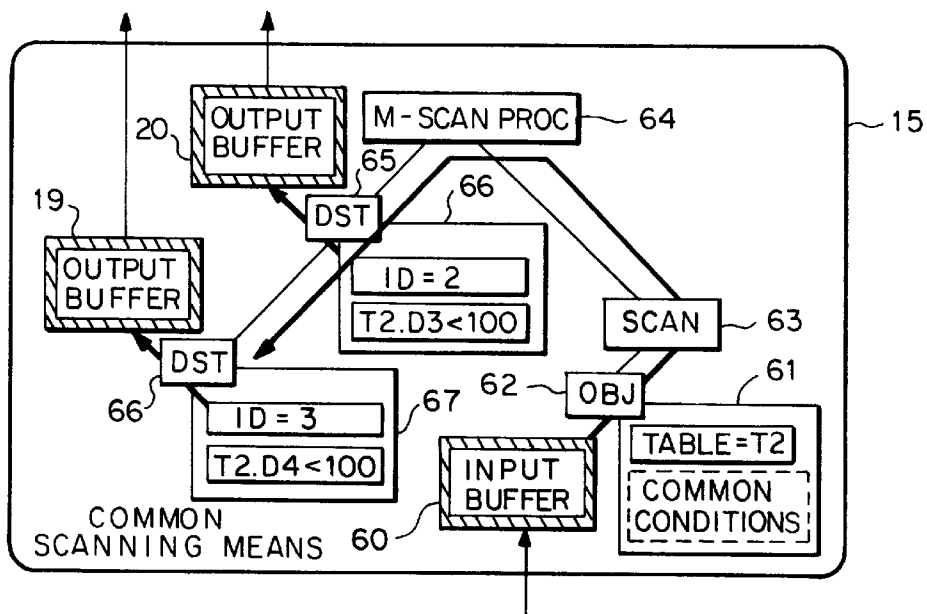 OUTPUT
BUFFER
20
M-SCAN PROC
64
15
65
66
19
DST
OUTPUT
BUFFER
ID = 2
T2.D3<100
SCAN
63
DST
66
62
OBJ
61
67
ID = 3
T2.D4<100
TABLE=T2
INPUT
BUFFER
COMMON
CONDITIONS
60
COMMON
SCANNING MEANS